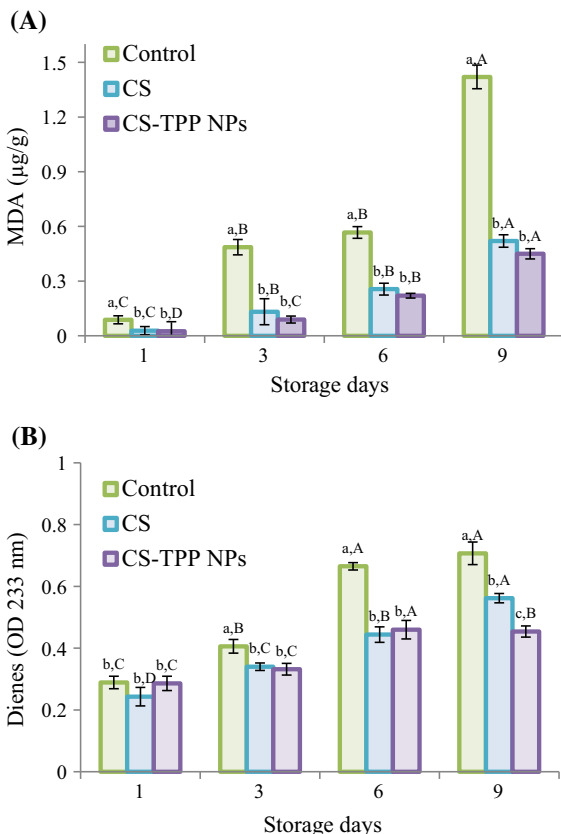 (A)
MDA (µg/g)
1.5
1.2
0.9
0.6
0.3
0
Control
CS
CS-TPP NPs
a,C b,C b,D
a,B b,B b,C
a,B b,B b,B
a,A b,A b,A
1 3 6 9
Storage days
(B)
Dienes (OD 233 nm)
1
0.8
0.6
0.4
0.2
0
Control
CS
CS-TPP NPs
b,C b,D b,C
a,B b,C b,C
a,A b,B b,A
a,A b,A c,B
1 3 6 9
Storage days